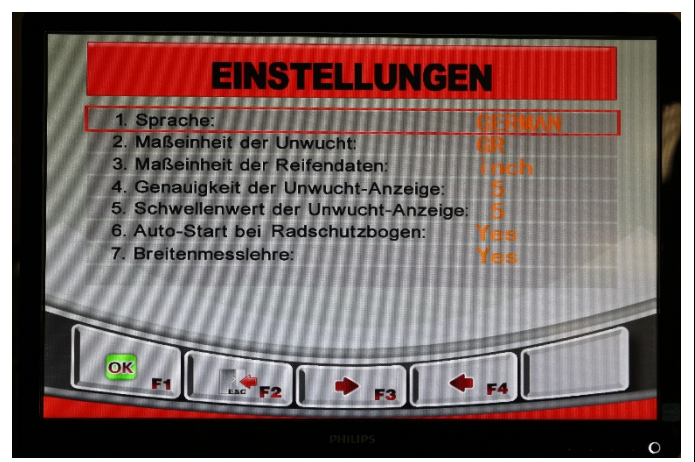 EINSTELLUNGEN
1. Sprache: GERMAN
2. Maßeinheit der Unwucht: GR
3. Maßeinheit der Reifendaten: inch
4. Genauigkeit der Unwucht-Anzeige: 5
5. Schwellenwert der Unwucht-Anzeige: 5
6. Auto-Start bei Radschutzbogen: Yes
7. Breitenmesslehre: Yes
OK F1 F2 F3 F4
PHILIPS